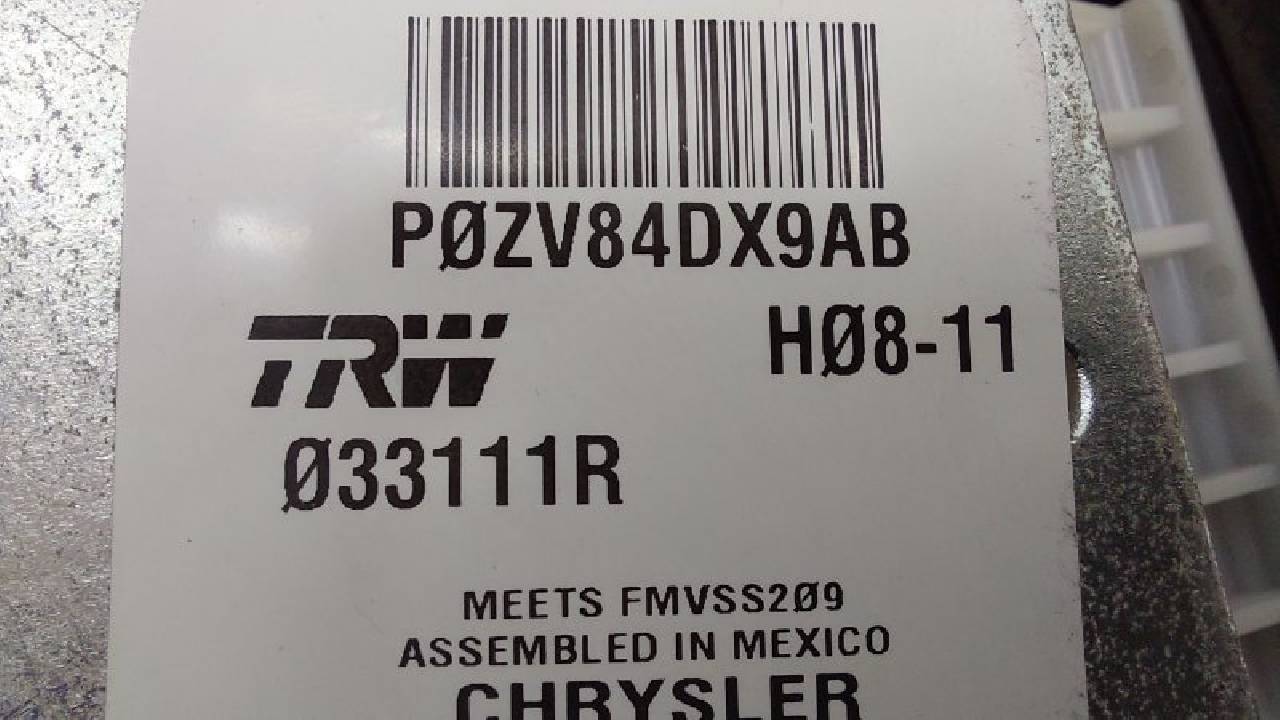 PØZV84DX9AB
TRW HØ8-11
Ø33111R
MEETS FMVSS2Ø9
ASSEMBLED IN MEXICO
CHRYSLER